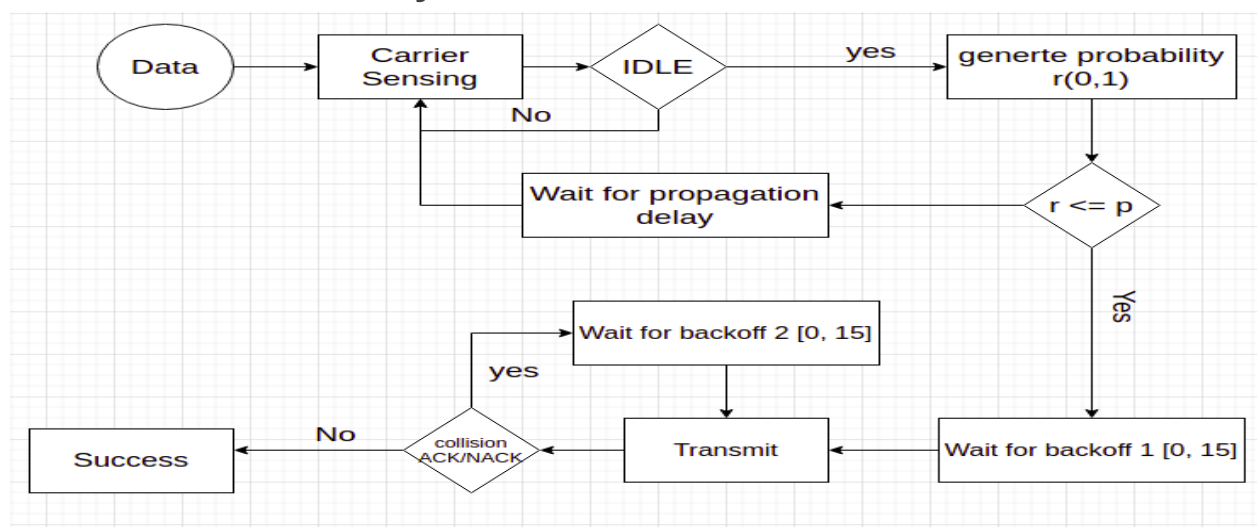 Data
Carrier
Sensing
IDLE
yes
generte probability
r(0,1)
No
Wait for propagation
delay
r <= p
Yes
Wait for backoff 2 [0, 15]
yes
Success
No
collision
ACK/NACK
Transmit
Wait for backoff 1 [0, 15]